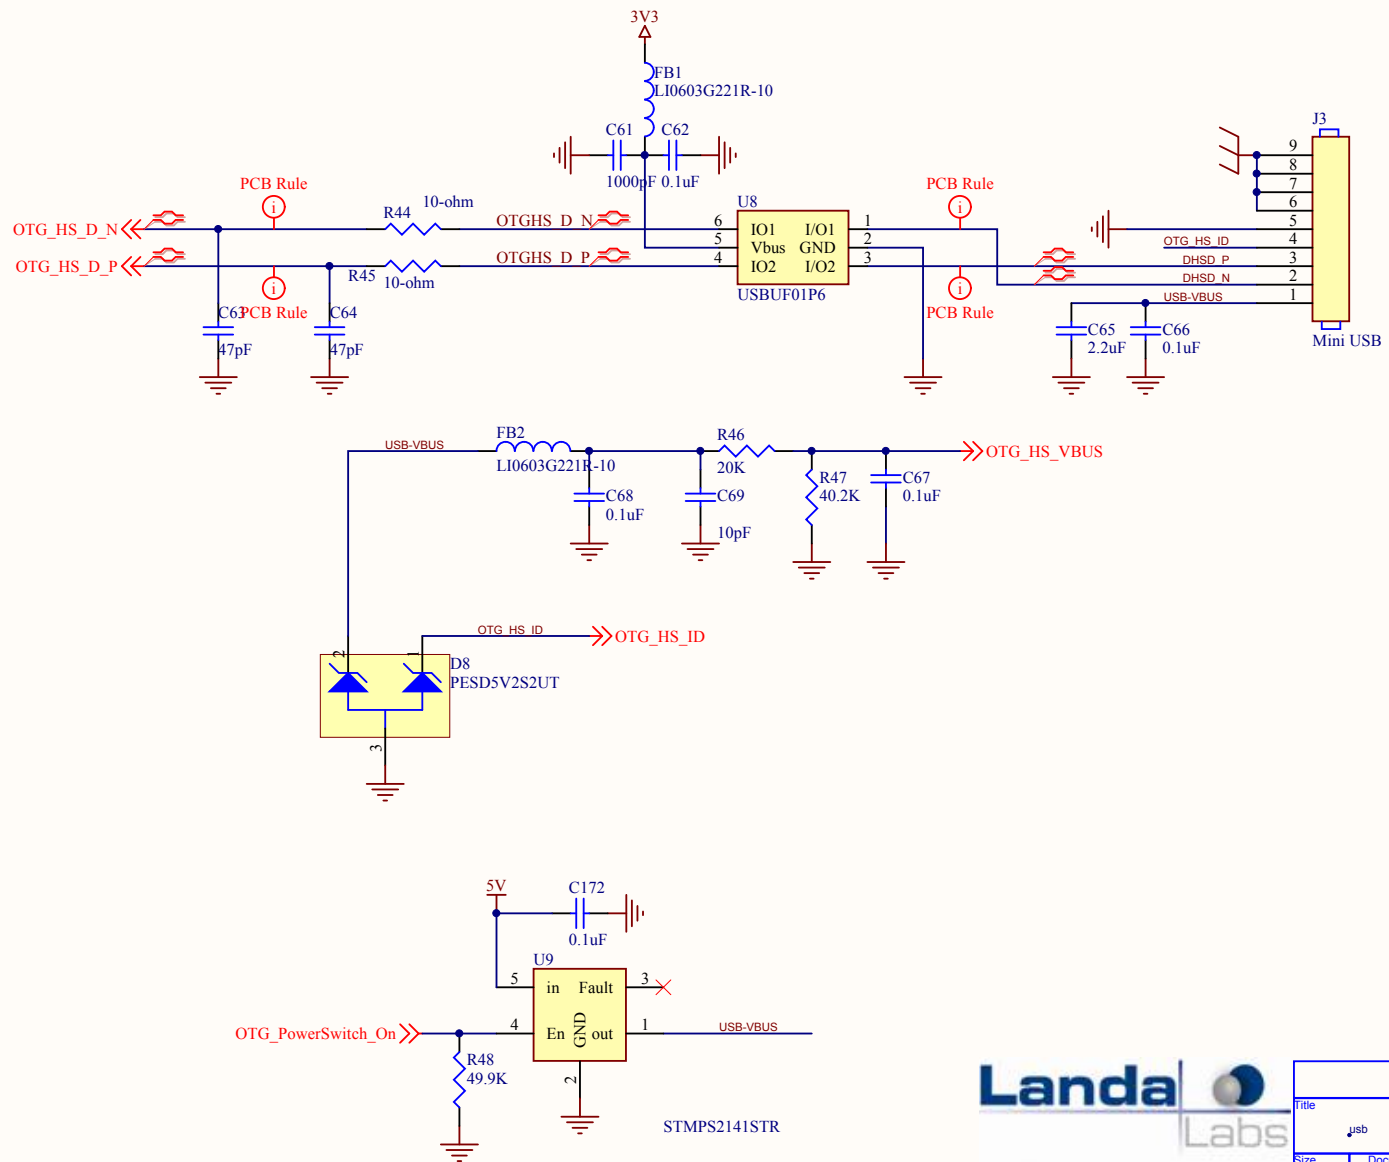 3V3
FB1
LI0603G221R-10
C61
C62
1000pF
0.1uF
J3
9
8
7
6
5
4
3
2
1
OTG_HS_ID
DHSD_P
DHSD_N
USB-VBUS
Mini USB
PCB Rule
i
R44
10-ohm
OTG_HS_D_N
OTGHS_D_N
OTG_HS_D_P
OTGHS_D_P
R45
10-ohm
i
PCB Rule
C63
47pF
C64
47pF
U8
6
IO1
I/O1
1
5
Vbus
GND
2
4
IO2
I/O2
3
USBUF01P6
PCB Rule
i
i
PCB Rule
C65
2.2uF
C66
0.1uF
USB-VBUS
FB2
LI0603G221R-10
C68
0.1uF
C69
10pF
R46
20K
R47
40.2K
C67
0.1uF
OTG_HS_VBUS
OTG_HS_ID
OTG_HS_ID
2
1
D8
PESD5V2S2UT
3
5V
C172
0.1uF
U9
5
in
Fault
3
OTG_PowerSwitch_On
4
En
GND
out
1
USB-VBUS
2
R48
49.9K
STMPS2141STR
Landa
Labs
Title
usb
Size
Doc